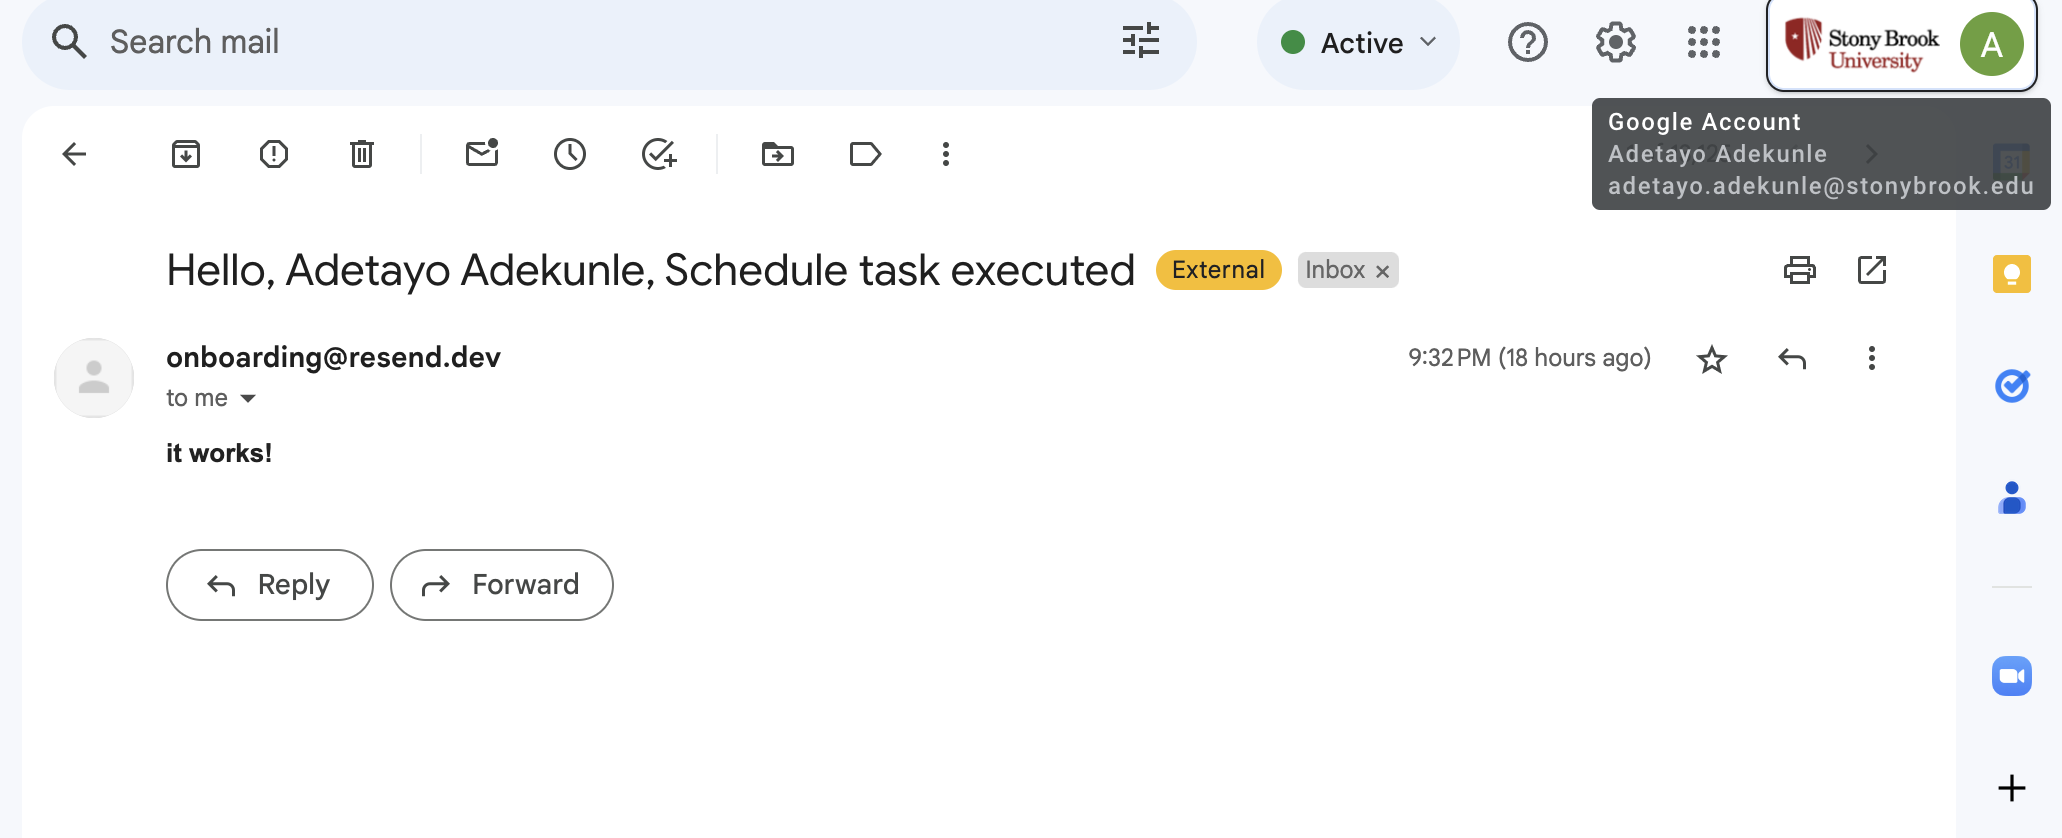 Search mail
Active
Stony Brook
University
A
Google Account
Adetayo Adekunle
adetayo.adekunle@stonybrook.edu
31
Hello, Adetayo Adekunle, Schedule task executed
External
Inbox ×
onboarding@resend.dev
9:32 PM (18 hours ago)
to me
it works!
Reply
Forward